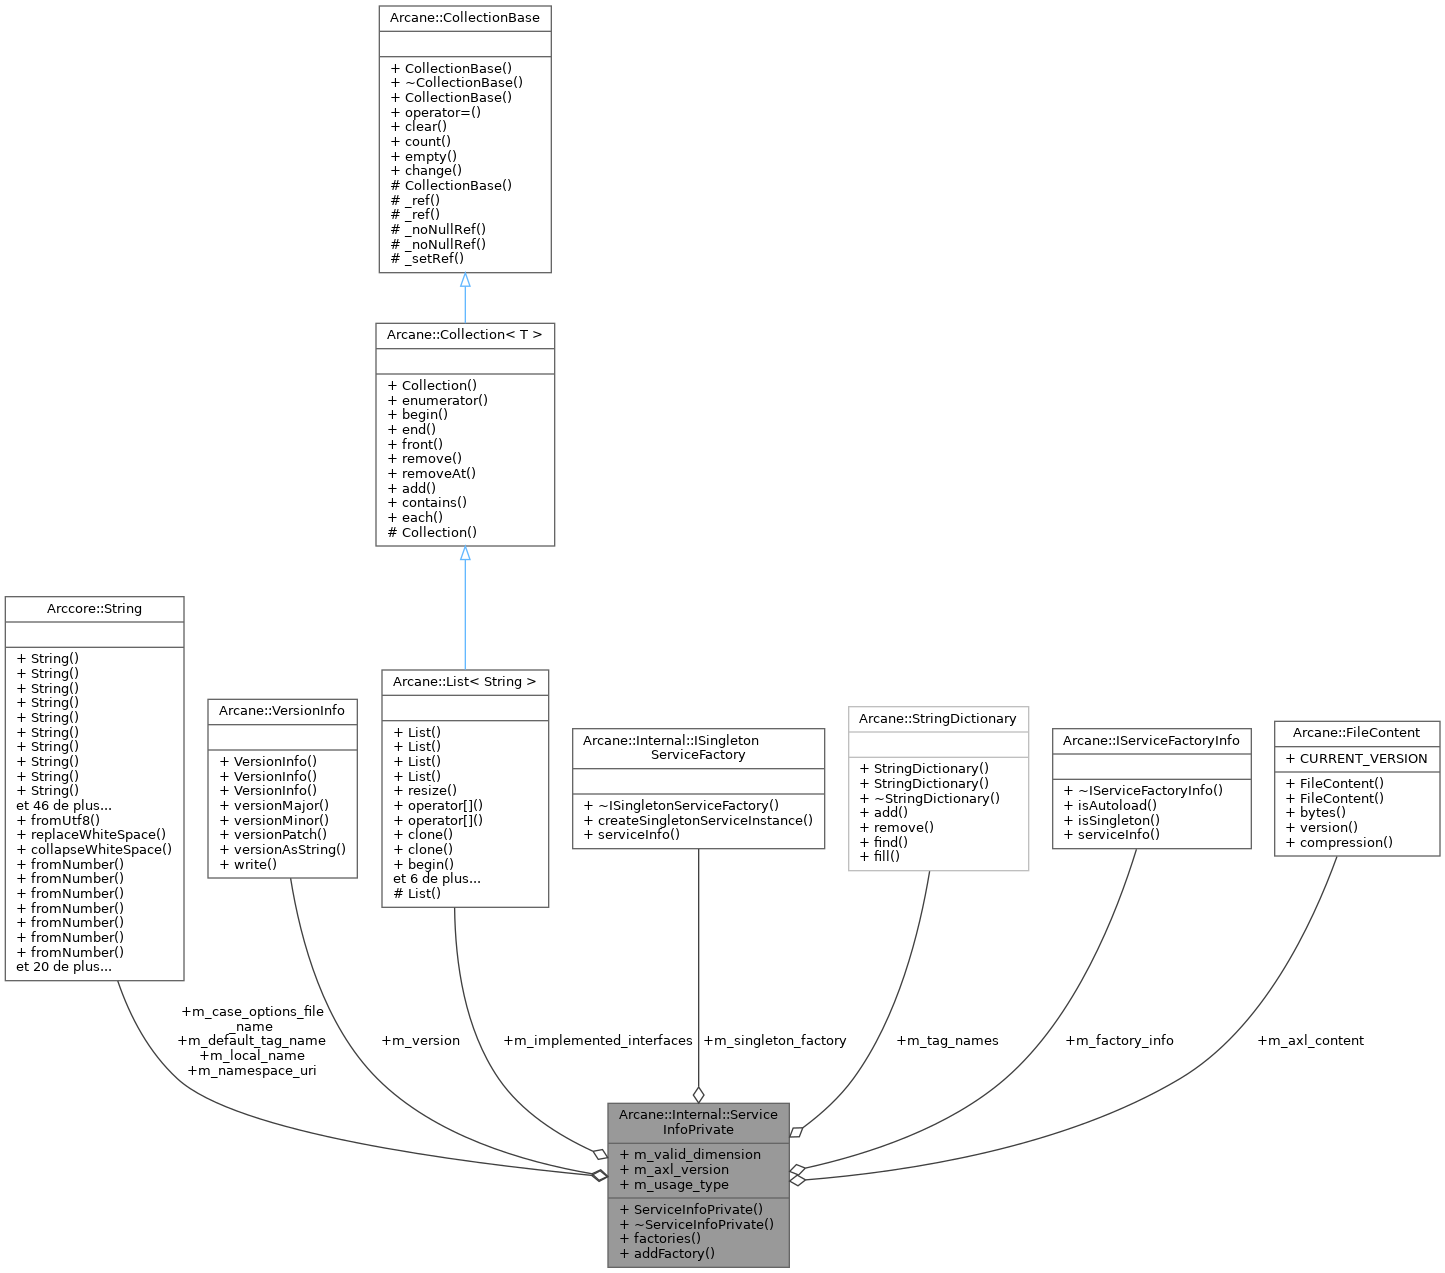 Arcane::CollectionBase
+ CollectionBase()
+ ~CollectionBase()
+ CollectionBase()
+ operator=()
+ clear()
+ count()
+ empty()
+ change()
# CollectionBase()
# _ref()
# _ref()
# _noNullRef()
# _noNullRef()
# _setRef()
Arcane::Collection< T >
+ Collection()
+ enumerator()
+ begin()
+ end()
+ front()
+ remove()
+ removeAt()
+ add()
+ contains()
+ each()
# Collection()
Arccore::String
+ String()
+ String()
+ String()
+ String()
+ String()
+ String()
+ String()
+ String()
+ String()
+ String()
et 46 de plus...
+ fromUtf8()
+ replaceWhiteSpace()
+ collapseWhiteSpace()
+ fromNumber()
+ fromNumber()
+ fromNumber()
+ fromNumber()
+ fromNumber()
+ fromNumber()
+ fromNumber()
et 20 de plus...
Arcane::VersionInfo
+ VersionInfo()
+ VersionInfo()
+ VersionInfo()
+ versionMajor()
+ versionMinor()
+ versionPatch()
+ versionAsString()
+ write()
Arcane::List< String >
+ List()
+ List()
+ List()
+ List()
+ resize()
+ operator[]()
+ operator[]()
+ clone()
+ clone()
+ begin()
et 6 de plus...
# List()
Arcane::Internal::ISingleton
ServiceFactory
+ ~ISingletonServiceFactory()
+ createSingletonServiceInstance()
+ serviceInfo()
Arcane::StringDictionary
+ StringDictionary()
+ StringDictionary()
+ ~StringDictionary()
+ add()
+ remove()
+ find()
+ fill()
Arcane::IServiceFactoryInfo
+ ~IServiceFactoryInfo()
+ isAutoload()
+ isSingleton()
+ serviceInfo()
Arcane::FileContent
+ CURRENT_VERSION
+ FileContent()
+ FileContent()
+ bytes()
+ version()
+ compression()
+m_case_options_file
_name
+m_default_tag_name
+m_local_name
+m_namespace_uri
+m_version
+m_implemented_interfaces
+m_singleton_factory
+m_tag_names
+m_factory_info
+m_axl_content
Arcane::Internal::Service
InfoPrivate
+ m_valid_dimension
+ m_axl_version
+ m_usage_type
+ ServiceInfoPrivate()
+ ~ServiceInfoPrivate()
+ factories()
+ addFactory()